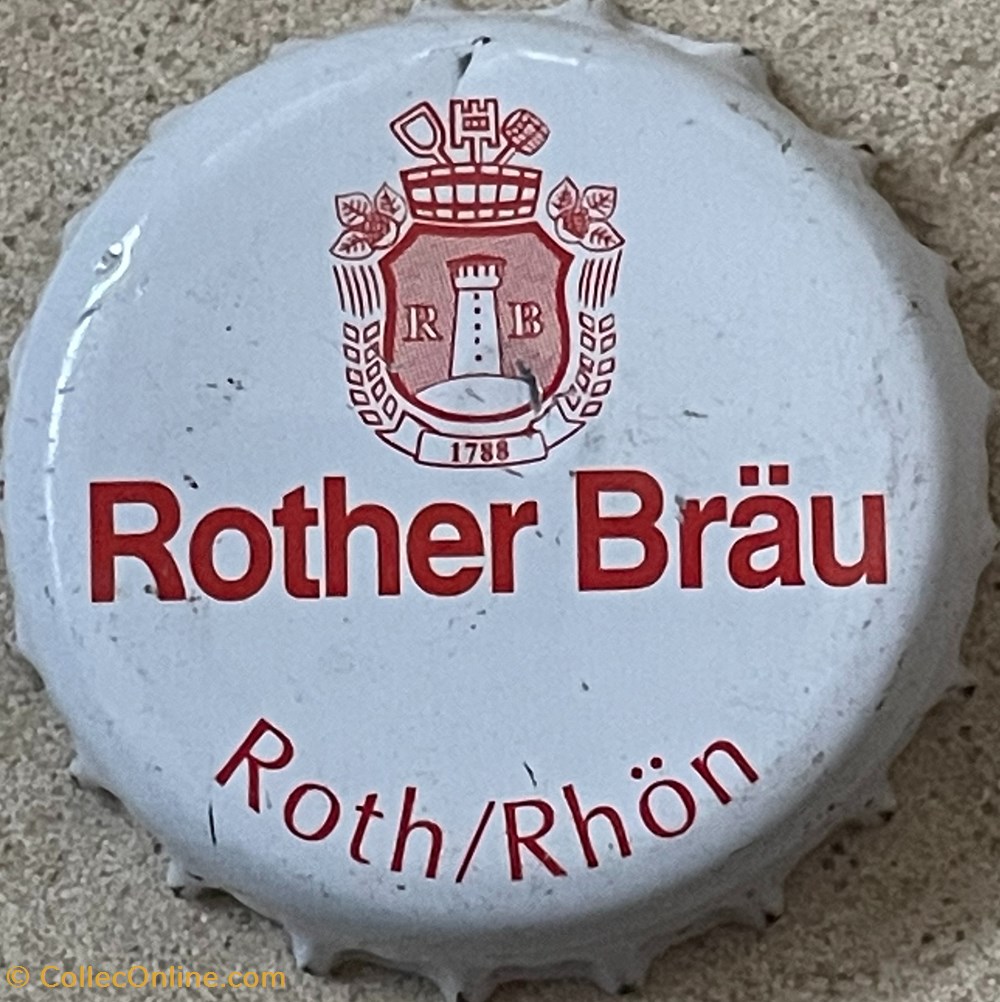 R B
1788
Rother Bräu
Roth/Rhön
© CollecOnline.com